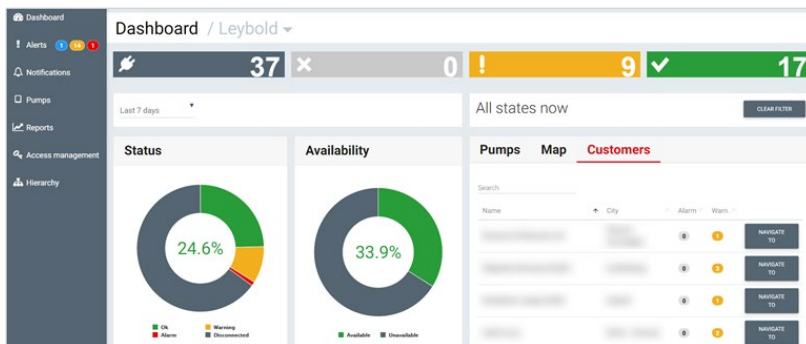 Dashboard
Alerts 1 14 1
Notifications
Pumps
Reports
Access management
Hierarchy
Dashboard / Leybold
37
0
9
17
Last 7 days
All states now
CLEAR FILTER
Status
24.6%
Ok
Warning
Alarm
Disconnected
Availability
33.9%
Available
Unavailable
Pumps Map Customers
Search
Name City Alarm Warn.
0 1 NAVIGATE TO
0 3 NAVIGATE TO
0 1 NAVIGATE TO
0 2 NAVIGATE TO